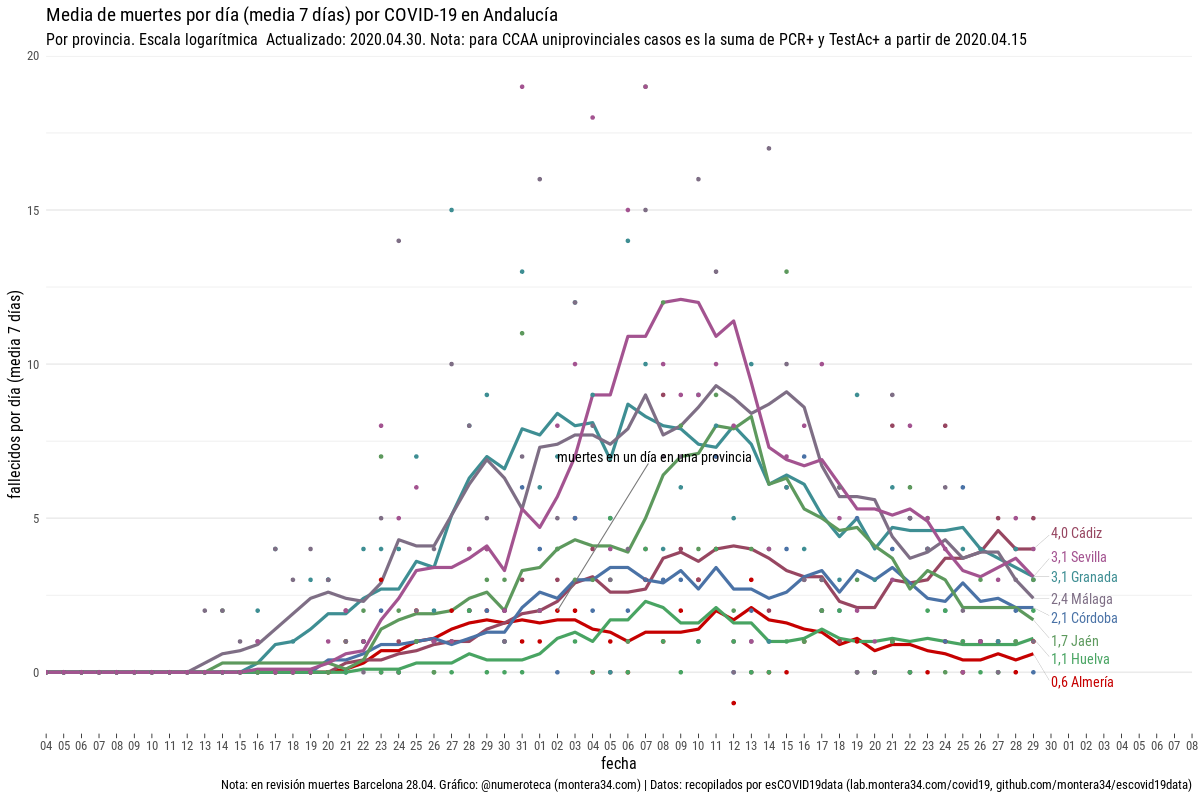 Media de muertes por día (media 7 días) por COVID-19 en Andalucía
Por provincia. Escala logarítmica  Actualizado: 2020.04.30. Nota: para CCAA uniprovinciales casos es la suma de PCR+ y TestAc+ a partir de 2020.04.15
fallecidos por día (media 7 días)
20
15
10
5
0
muertes en un día en una provincia
4,0 Cádiz
3,1 Sevilla
3,1 Granada
2,4 Málaga
2,1 Córdoba
1,7 Jaén
1,1 Huelva
0,6 Almería
04 05 06 07 08 09 10 11 12 13 14 15 16 17 18 19 20 21 22 23 24 25 26 27 28 29 30 31 01 02 03 04 05 06 07 08 09 10 11 12 13 14 15 16 17 18 19 20 21 22 23 24 25 26 27 28 29 30 01 02 03 04 05 06 07 08
fecha
Nota: en revisión muertes Barcelona 28.04. Gráfico: @numeroteca (montera34.com) | Datos: recopilados por esCOVID19data (lab.montera34.com/covid19, github.com/montera34/escovid19data)